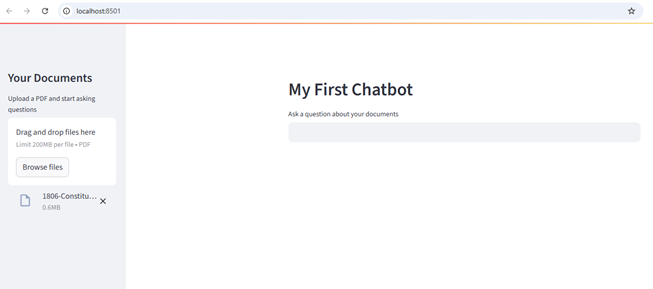 localhost:8501
Your Documents
Upload a PDF and start asking
questions
Drag and drop files here
Limit 200MB per file • PDF
Browse files
1806-Constitu...
0.6MB
My First Chatbot
Ask a question about your documents